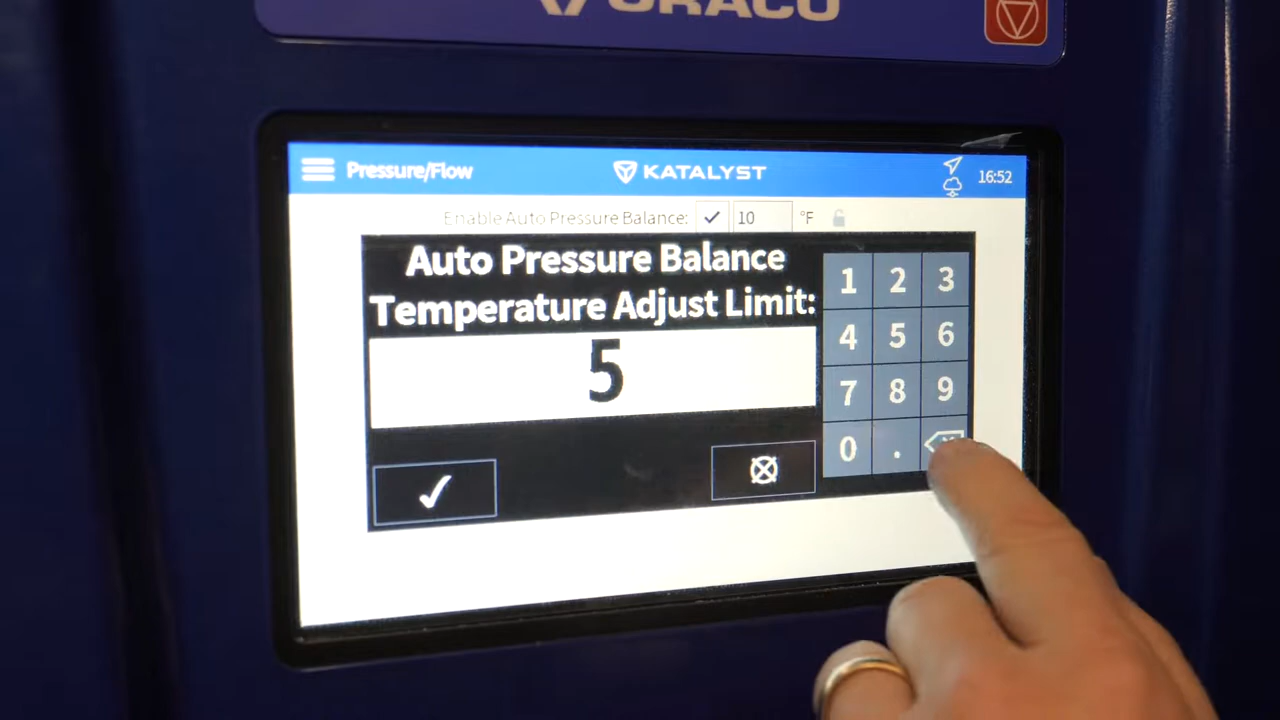 Pressure/Flow
KATALYST
16:52
Enable Auto Pressure Balance: 10 °F
Auto Pressure Balance
Temperature Adjust Limit:
5
1 2 3
4 5 6
7 8 9
0 .